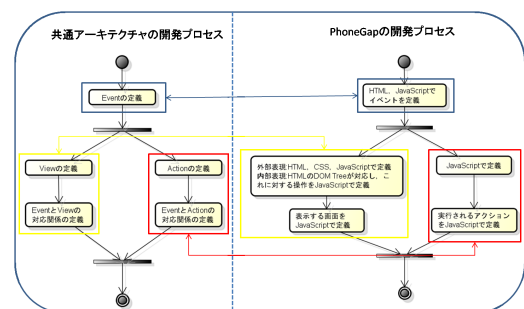 共通アーキテクチャの開発プロセス
Eventの定義
Viewの定義
Actionの定義
EventとViewの
対応関係の定義
EventとActionの
対応関係の定義
PhoneGapの開発プロセス
HTML、JavaScriptで
イベントを定義
外部表現:HTML、CSS、JavaScriptで定義
内部表現:HTMLのDOM Treeが対応し、こ
れに対する操作をJavaScriptで定義
JavaScriptで定義
表示する画面を
JavaScriptで定義
実行されるアクション
をJavaScriptで定義